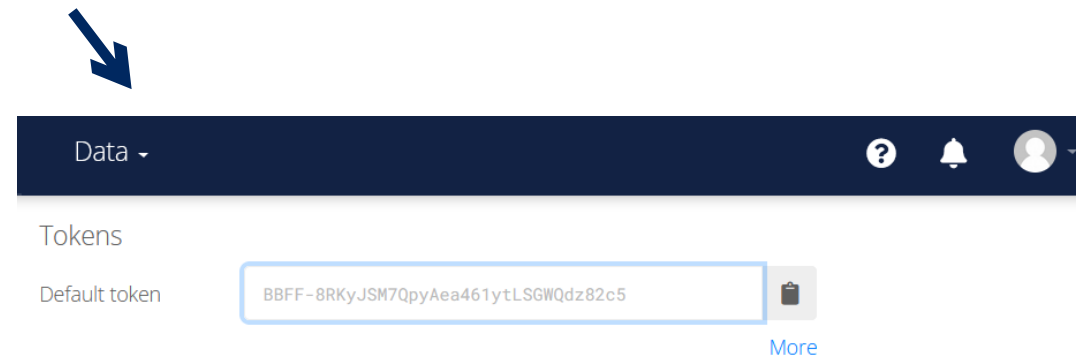 Data
Tokens
Default token
BBFF-8RKyJSM7QpyAea461ytLSGWQdz82c5
More